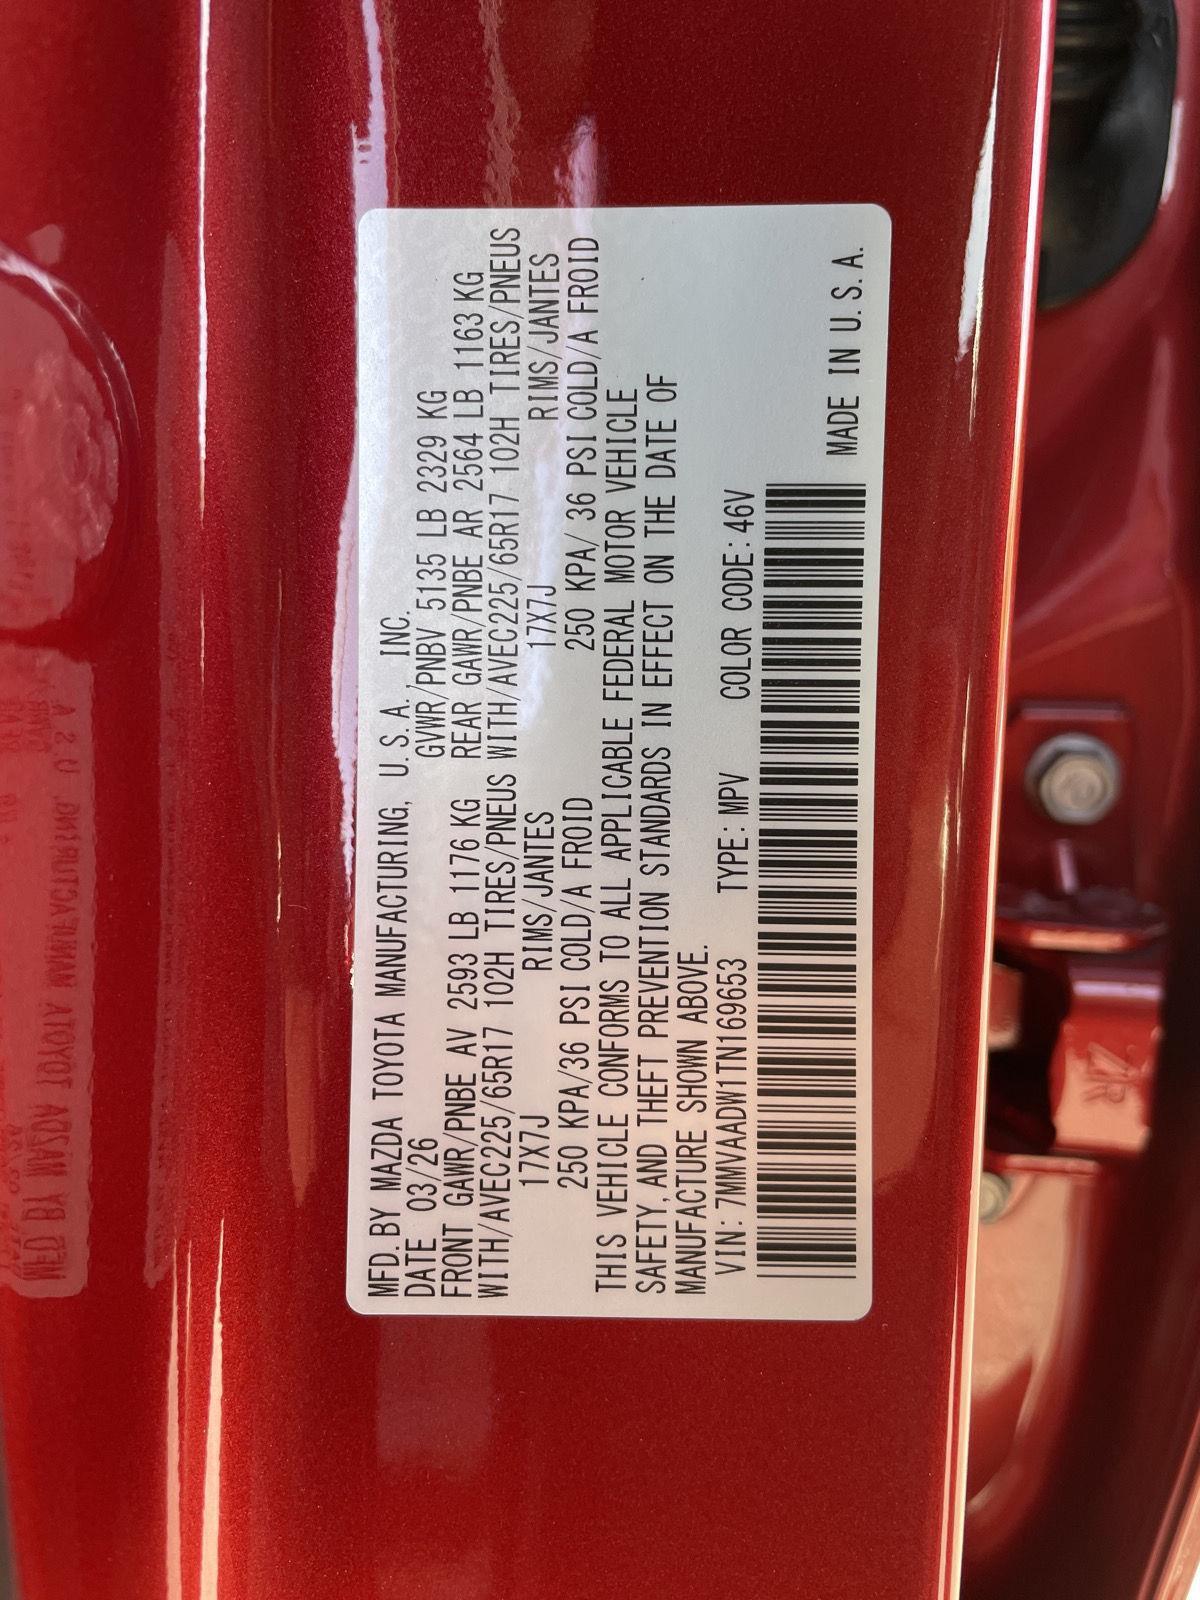 MFD. BY MAZDA TOYOTA MANUFACTURING, U.S.A. INC.
DATE 03/26 GVWR/PNBV 5135 LB 2329 KG
FRONT GAWR/PNBE AV 2593 LB 1176 KG REAR GAWR/PNBE AR 2564 LB 1163 KG
WITH/AVEC225/65R17 102H TIRES/PNEUS WITH/AVEC225/65R17 102H TIRES/PNEUS
17X7J RIMS/JANTES 17X7J RIMS/JANTES
250 KPA/36 PSI COLD/A FROID 250 KPA/ 36 PSI COLD/A FROID
THIS VEHICLE CONFORMS TO ALL APPLICABLE FEDERAL MOTOR VEHICLE
SAFETY, AND THEFT PREVENTION STANDARDS IN EFFECT ON THE DATE OF
MANUFACTURE SHOWN ABOVE.
VIN: 7MMVAADW1TN169653 TYPE: MPV COLOR CODE: 46V
MADE IN U.S.A.
2R